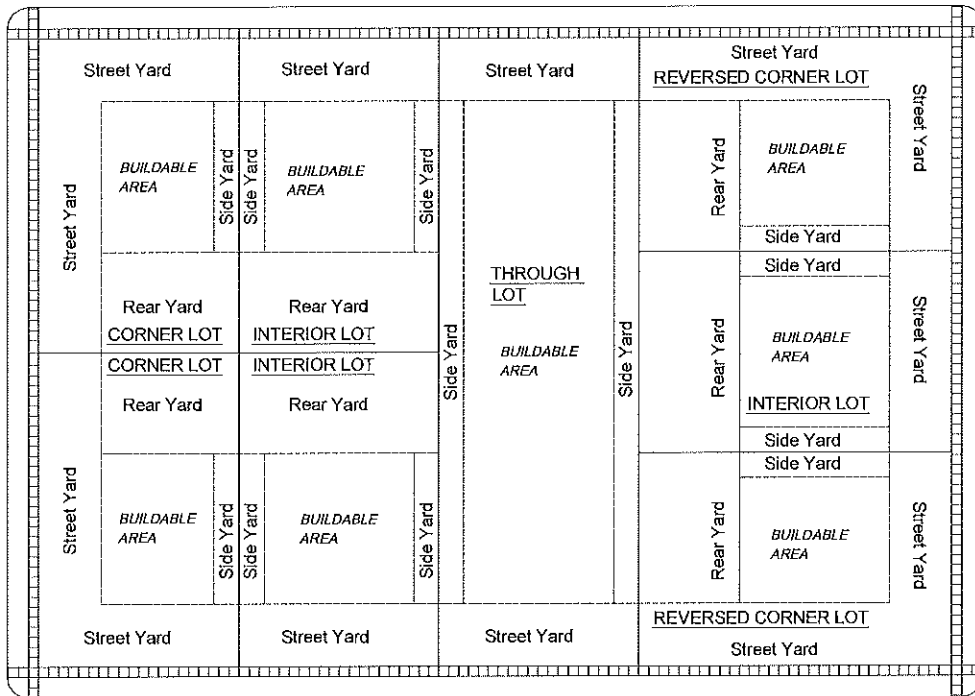 Street Yard
Street Yard
Street Yard
Street Yard
REVERSED CORNER LOT
Street Yard
BUILDABLE
AREA
Side Yard
Side Yard
BUILDABLE
AREA
Side Yard
Rear Yard
BUILDABLE
AREA
Street Yard
Side Yard
Side Yard
THROUGH
LOT
Rear Yard
CORNER LOT
Rear Yard
INTERIOR LOT
Side Yard
BUILDABLE
AREA
Side Yard
Rear Yard
BUILDABLE
AREA
INTERIOR LOT
Street Yard
CORNER LOT
Rear Yard
INTERIOR LOT
Rear Yard
Side Yard
Side Yard
Street Yard
BUILDABLE
AREA
Side Yard
Side Yard
BUILDABLE
AREA
Side Yard
Rear Yard
BUILDABLE
AREA
Street Yard
REVERSED CORNER LOT
Street Yard
Street Yard
Street Yard
Street Yard